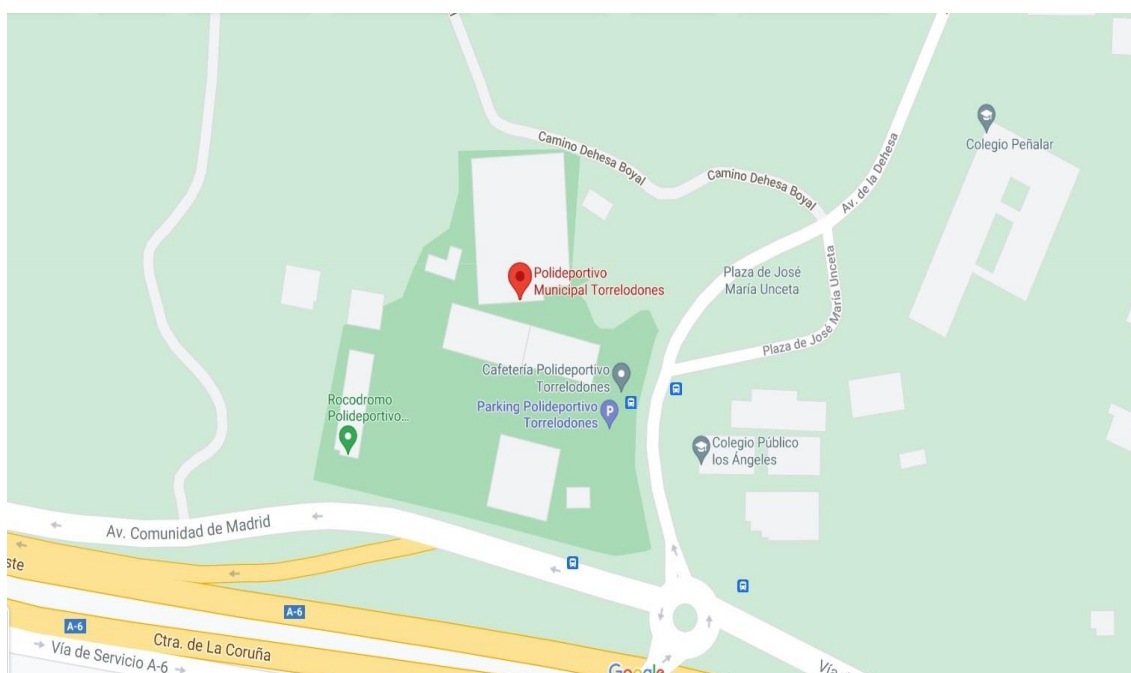 Camino Dehesa Boyal
Camino Dehesa Boyal
Av. de la Dehesa
Colegio Peñalar
Polideportivo
Municipal Torrelodones
Plaza de José
María Unceta
Plaza de José María Unceta
Cafetería Polideportivo
Torrelodones
Parking Polideportivo
Torrelodones
P
Rocodromo
Polideportivo...
Colegio Público
los Ángeles
Av. Comunidad de Madrid
ste
A-6
A-6
Ctra. de La Coruña
Vía de Servicio A-6
Google